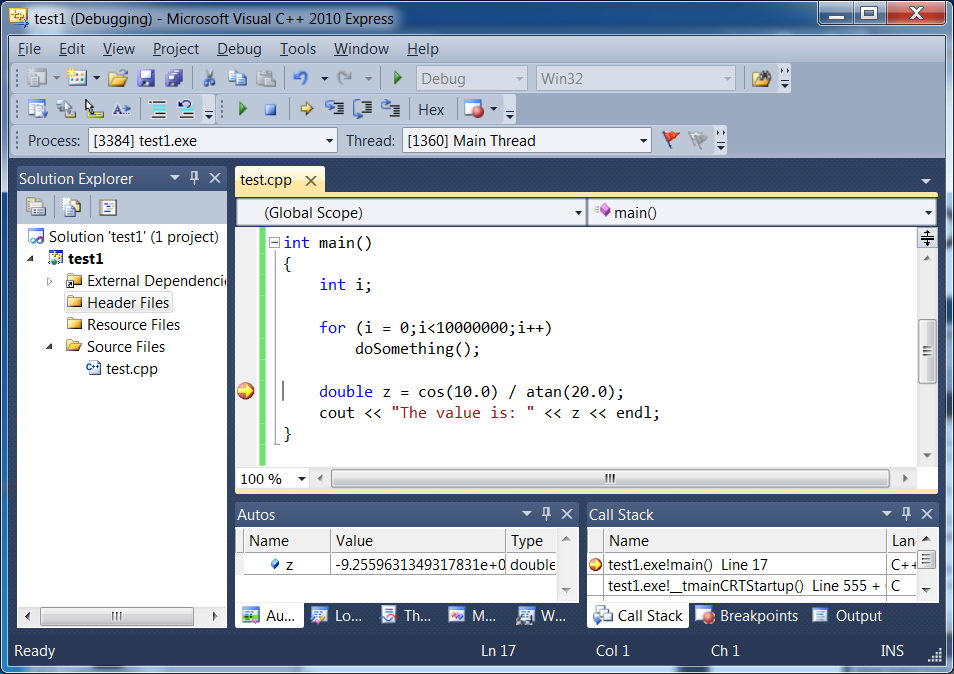 test1 (Debugging) - Microsoft Visual C++ 2010 Express
File Edit View Project Debug Tools Window Help
Debug Win32
Hex
Process: [3384] test1.exe Thread: [1360] Main Thread
Solution Explorer
Solution 'test1' (1 project)
test1
External Dependencie
Header Files
Resource Files
Source Files
test.cpp
test.cpp
(Global Scope) main()
int main()
{
int i;
for (i = 0;i<10000000;i++)
doSomething();
double z = cos(10.0) / atan(20.0);
cout << "The value is: " << z << endl;
}
100 %
Autos
Name Value Type
z -9.2559631349317831e+0 double
Au... Lo... Th... M... W...
Call Stack
Name Lan
test1.exe!main() Line 17 C++
test1.exe!__tmainCRTStartup() Line 555 + C
Call Stack Breakpoints Output
Ready Ln 17 Col 1 Ch 1 INS